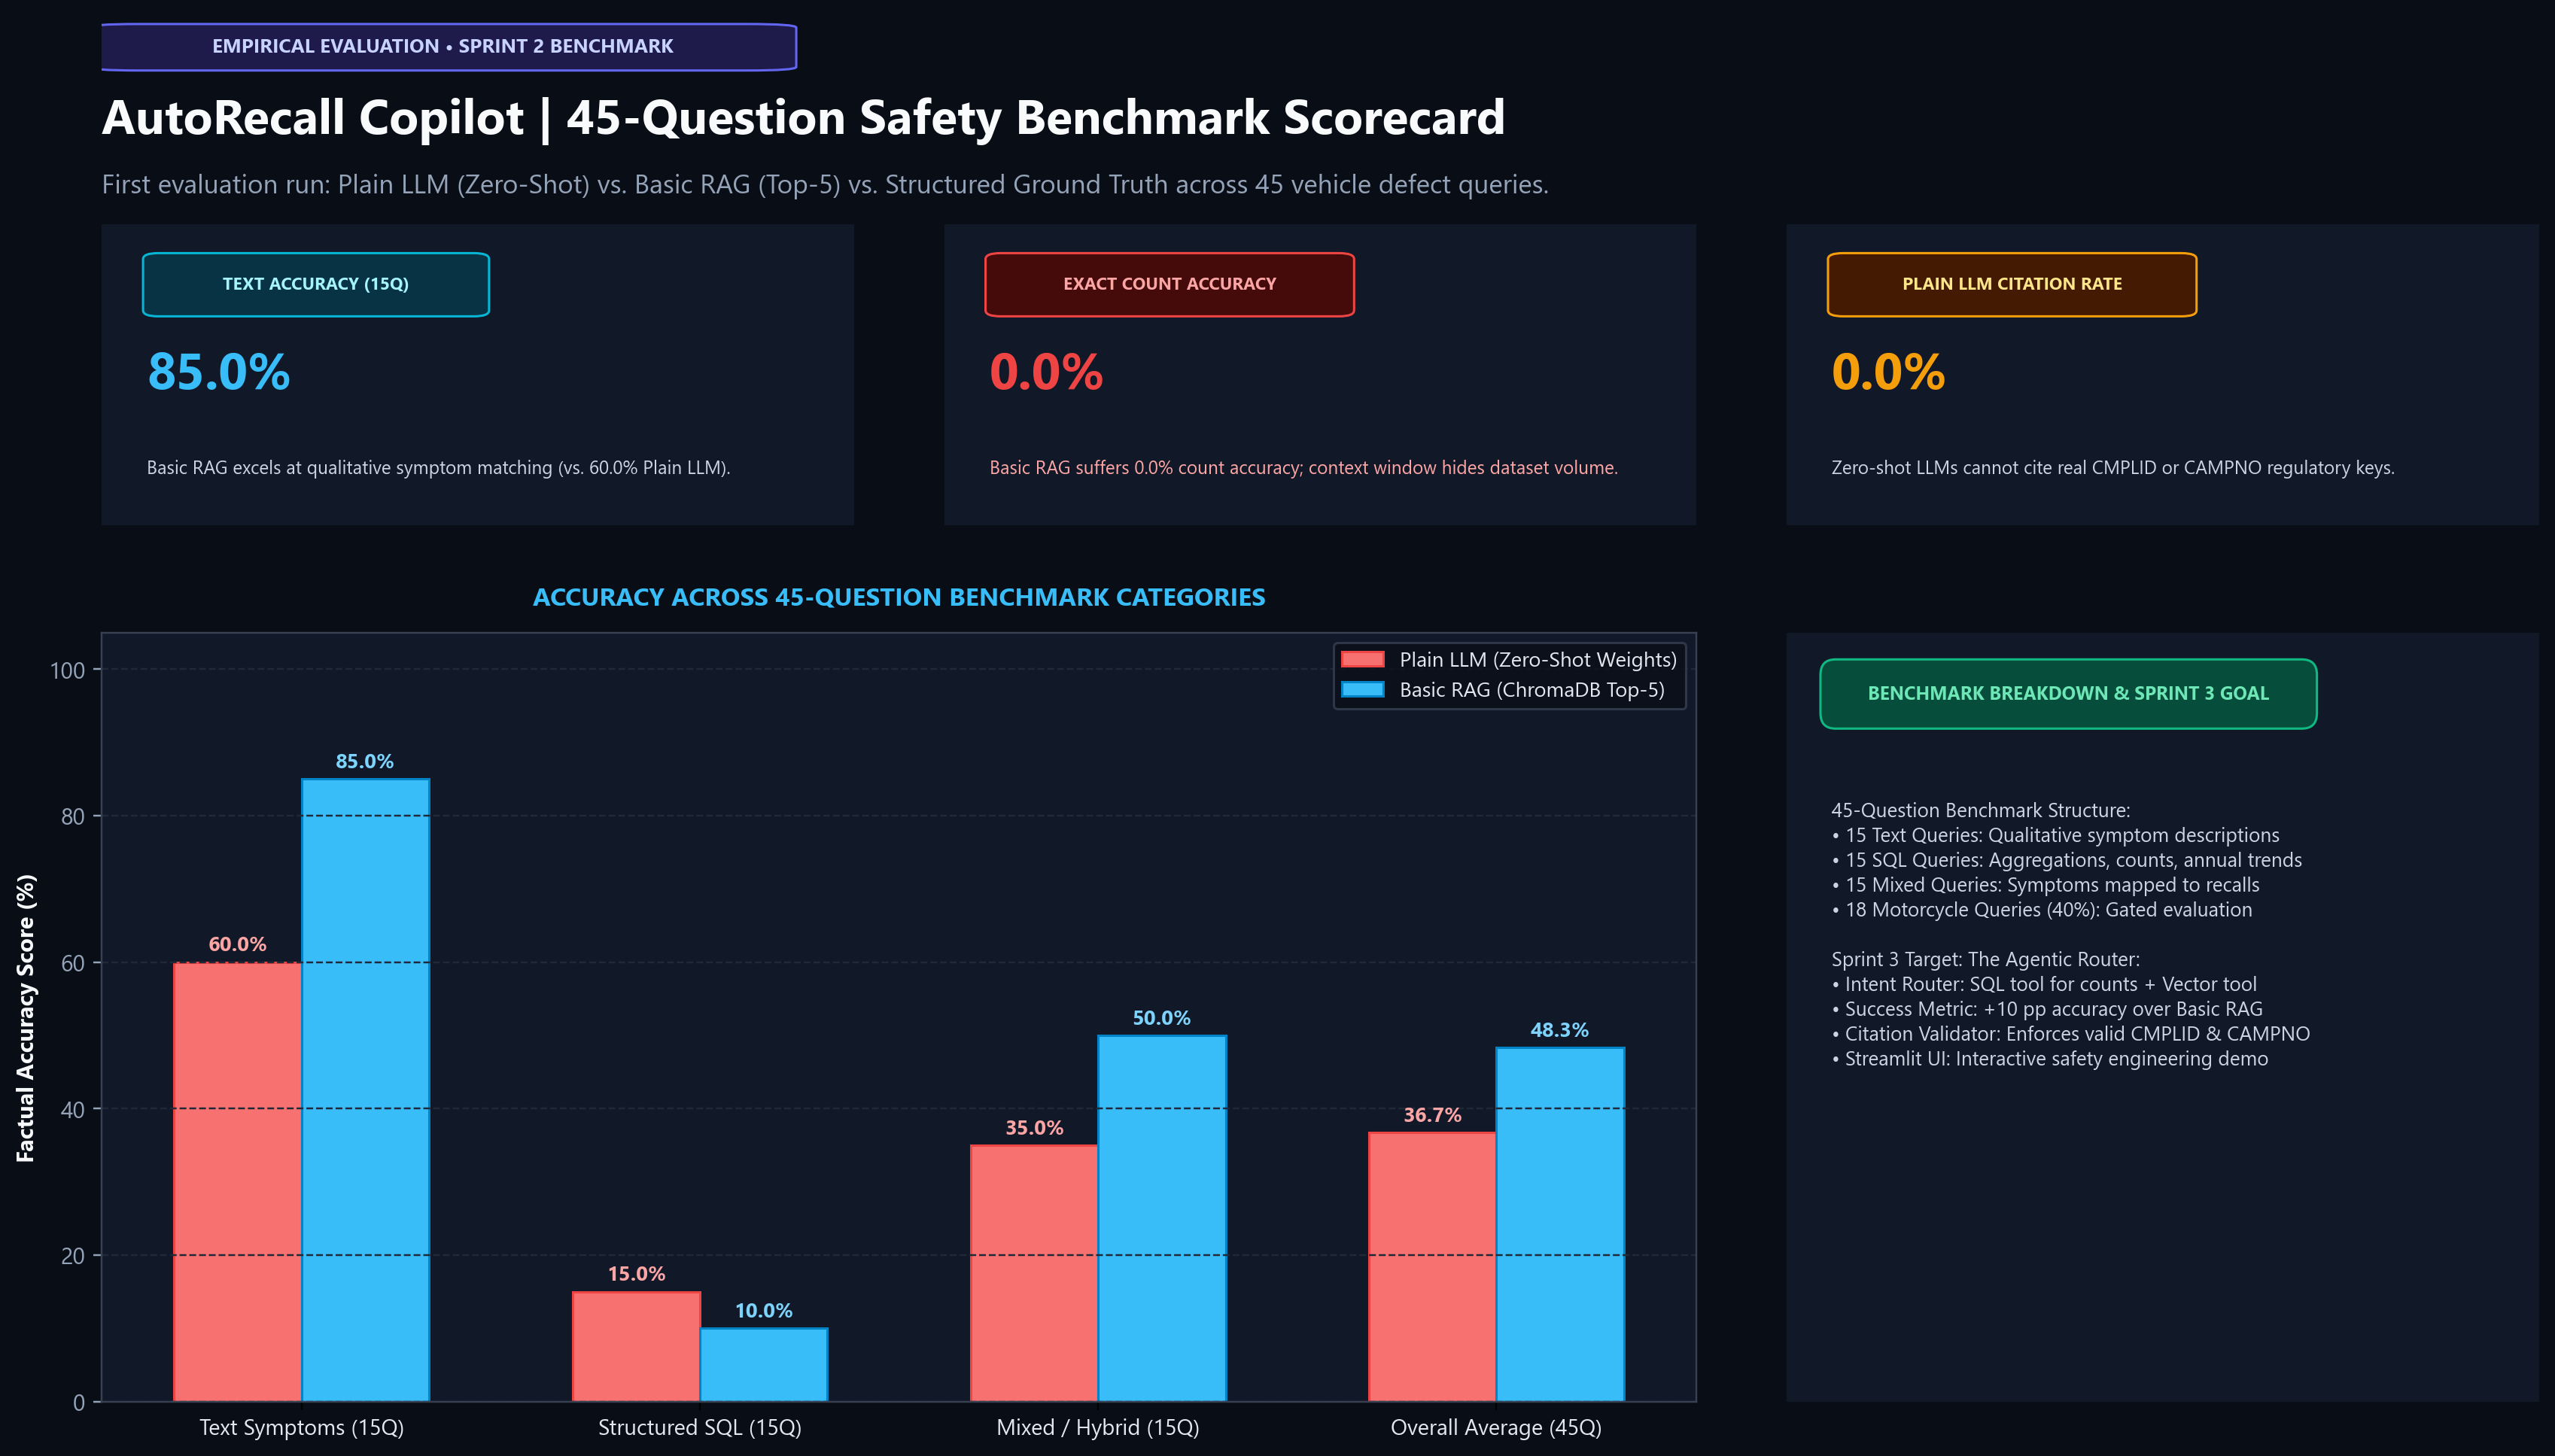 EMPIRICAL EVALUATION • SPRINT 2 BENCHMARK
AutoRecall Copilot | 45-Question Safety Benchmark Scorecard
First evaluation run: Plain LLM (Zero-Shot) vs. Basic RAG (Top-5) vs. Structured Ground Truth across 45 vehicle defect queries.
TEXT ACCURACY (15Q)
85.0%
Basic RAG excels at qualitative symptom matching (vs. 60.0% Plain LLM).
EXACT COUNT ACCURACY
0.0%
Basic RAG suffers 0.0% count accuracy; context window hides dataset volume.
PLAIN LLM CITATION RATE
0.0%
Zero-shot LLMs cannot cite real CMPLID or CAMPNO regulatory keys.
ACCURACY ACROSS 45-QUESTION BENCHMARK CATEGORIES
Plain LLM (Zero-Shot Weights)
Basic RAG (ChromaDB Top-5)
Factual Accuracy Score (%)
100
80
60
40
20
0
60.0%
85.0%
15.0%
10.0%
35.0%
50.0%
36.7%
48.3%
Text Symptoms (15Q)
Structured SQL (15Q)
Mixed / Hybrid (15Q)
Overall Average (45Q)
BENCHMARK BREAKDOWN & SPRINT 3 GOAL
45-Question Benchmark Structure:
• 15 Text Queries: Qualitative symptom descriptions
• 15 SQL Queries: Aggregations, counts, annual trends
• 15 Mixed Queries: Symptoms mapped to recalls
• 18 Motorcycle Queries (40%): Gated evaluation
Sprint 3 Target: The Agentic Router:
• Intent Router: SQL tool for counts + Vector tool
• Success Metric: +10 pp accuracy over Basic RAG
• Citation Validator: Enforces valid CMPLID & CAMPNO
• Streamlit UI: Interactive safety engineering demo